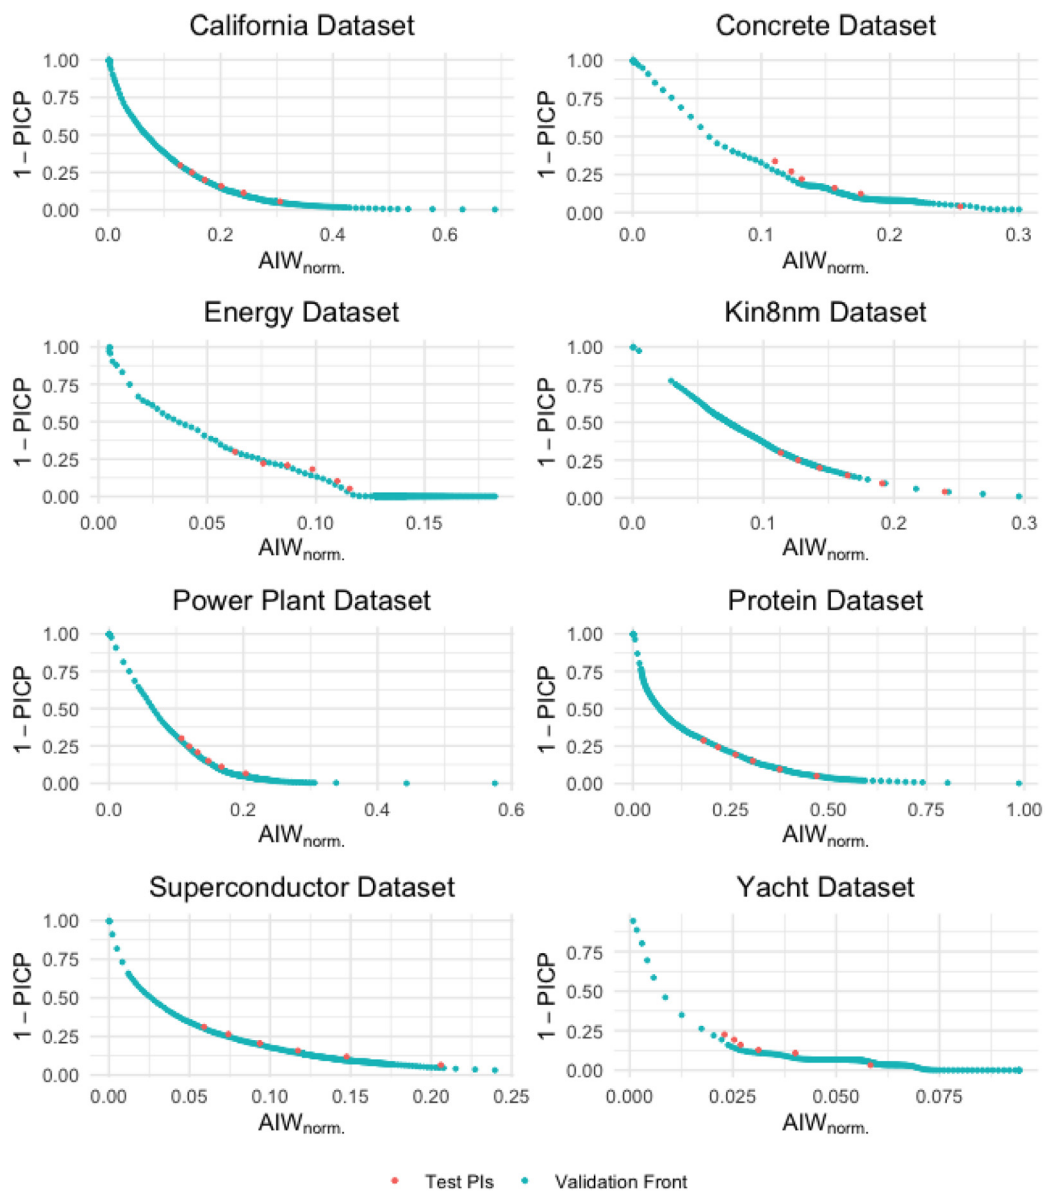 California Dataset
Concrete Dataset
1.00
0.75
0.50
0.25
0.00
1 − PICP
0.0
0.2
0.4
0.6
AIWnorm.
1.00
0.75
0.50
0.25
0.00
1 − PICP
0.0
0.1
0.2
0.3
AIWnorm.
Energy Dataset
Kin8nm Dataset
1.00
0.75
0.50
0.25
0.00
1 − PICP
0.00
0.05
0.10
0.15
AIWnorm.
1.00
0.75
0.50
0.25
0.00
1 − PICP
0.0
0.1
0.2
0.3
AIWnorm.
Power Plant Dataset
Protein Dataset
1.00
0.75
0.50
0.25
0.00
1 − PICP
0.0
0.2
0.4
0.6
AIWnorm.
1.00
0.75
0.50
0.25
0.00
1 − PICP
0.00
0.25
0.50
0.75
1.00
AIWnorm.
Superconductor Dataset
Yacht Dataset
1.00
0.75
0.50
0.25
0.00
1 − PICP
0.00
0.05
0.10
0.15
0.20
0.25
AIWnorm.
0.75
0.50
0.25
0.00
1 − PICP
0.000
0.025
0.050
0.075
AIWnorm.
Test PIs
Validation Front